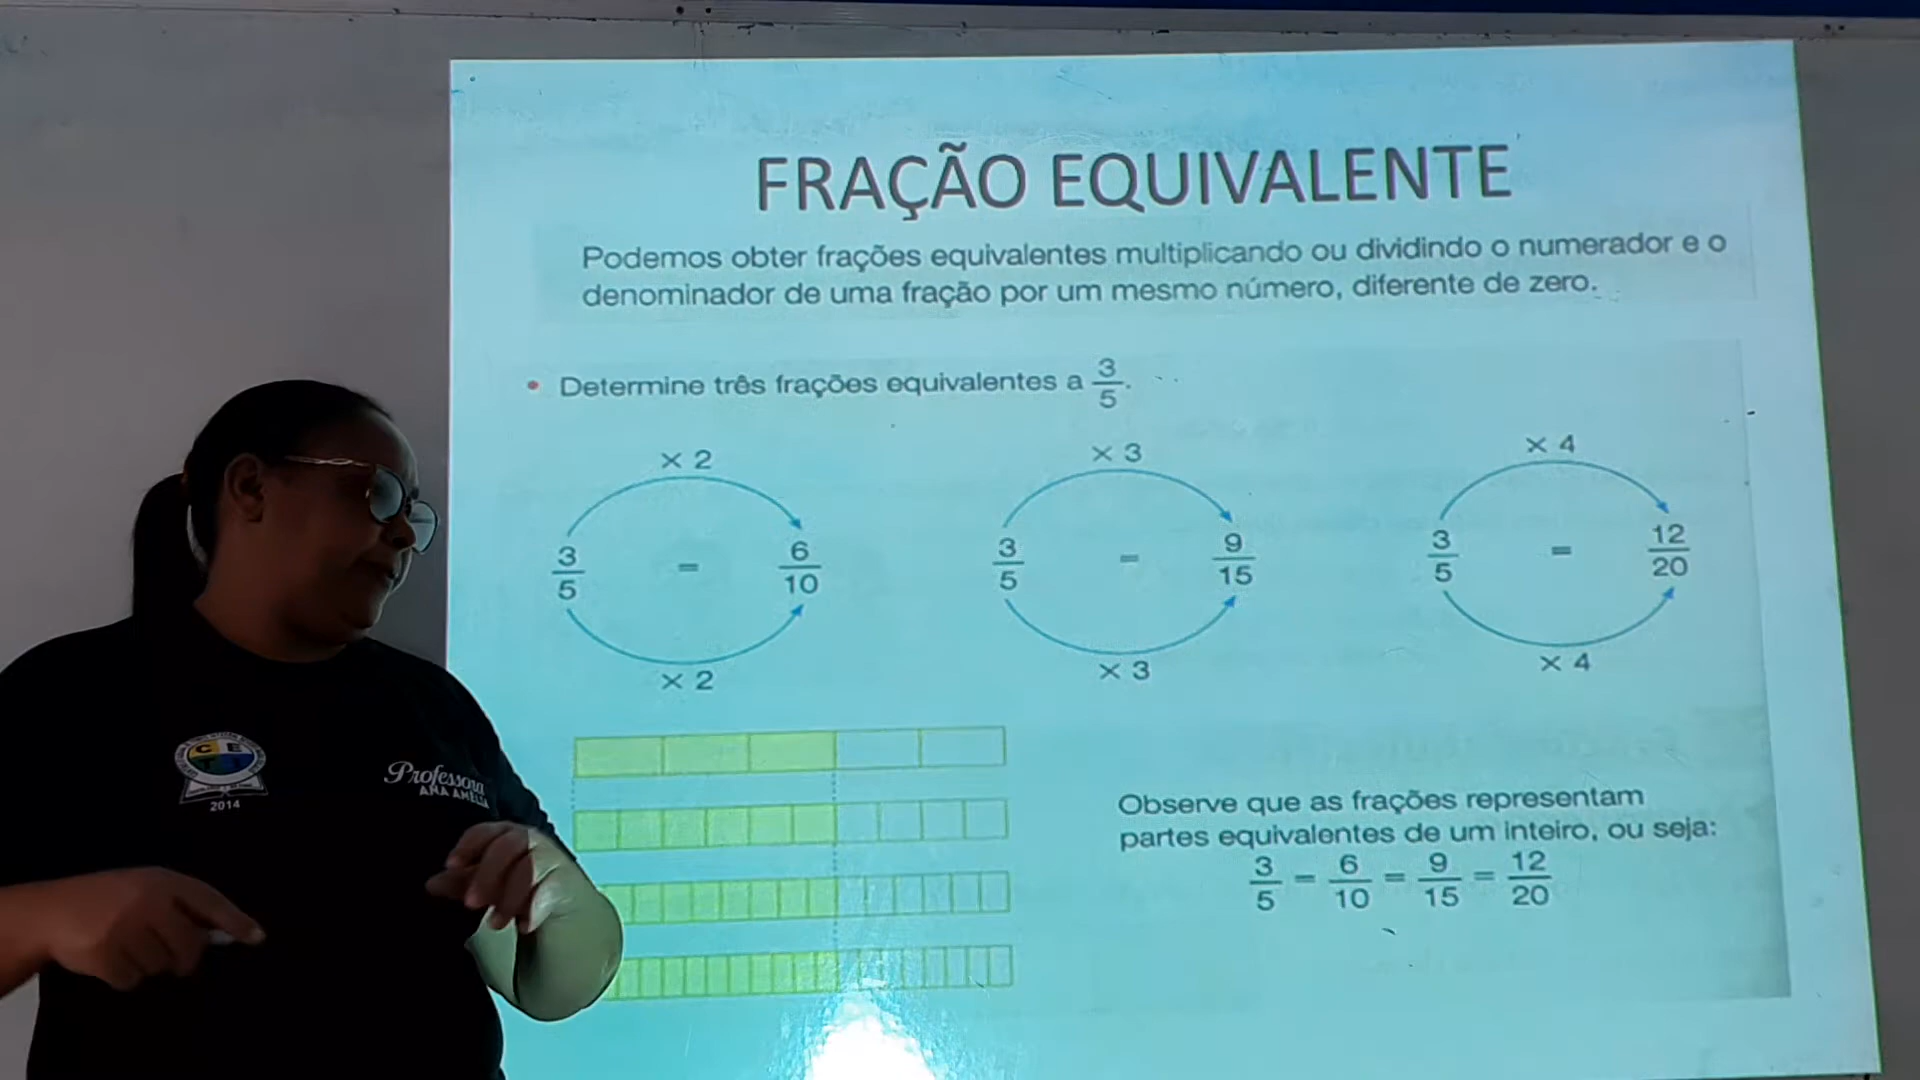 FRAÇÃO EQUIVALENTE
Podemos obter frações equivalentes multiplicando ou dividindo o numerador e o
denominador de uma fração por um mesmo número, diferente de zero.
• Determine três frações equivalentes a 3/5.
× 2
3/5 = 6/10
× 2
× 3
3/5 = 9/15
× 3
× 4
3/5 = 12/20
× 4
Observe que as frações representam
partes equivalentes de um inteiro, ou seja:
3/5 = 6/10 = 9/15 = 12/20
C E
T I
2014
Professora
ANA AMÉLIA